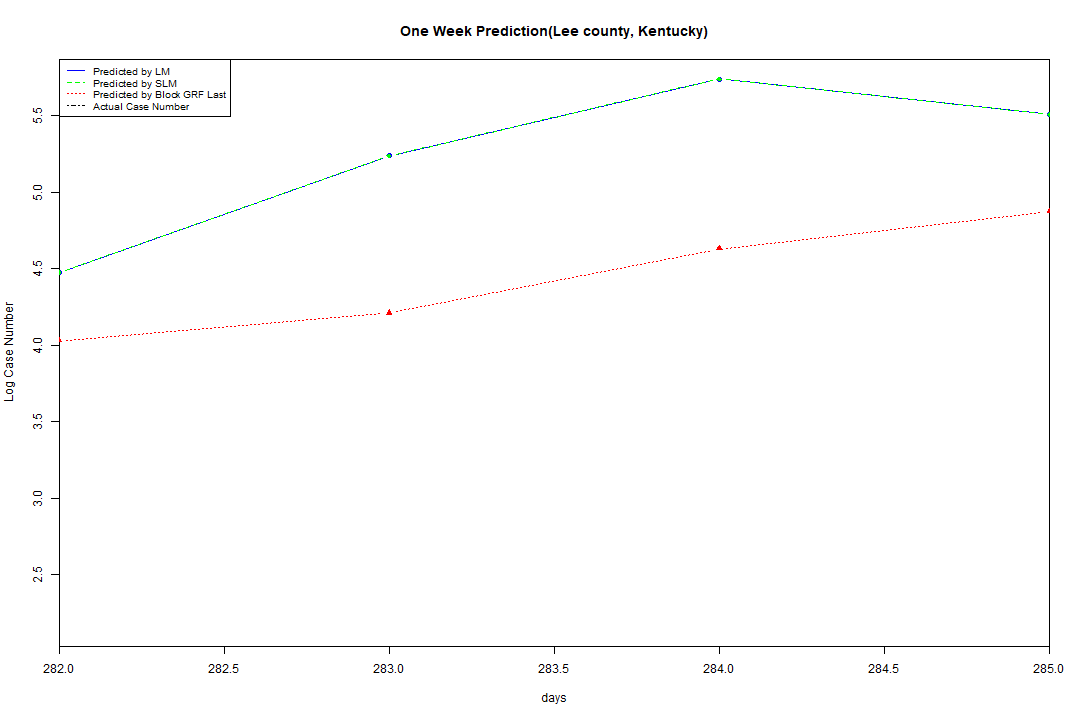 One Week Prediction(Lee county, Kentucky)
Predicted by LM
Predicted by SLM
Predicted by Block GRF Last
Actual Case Number
5.5
5.0
4.5
4.0
3.5
3.0
2.5
Log Case Number
282.0 282.5 283.0 283.5 284.0 284.5 285.0
days